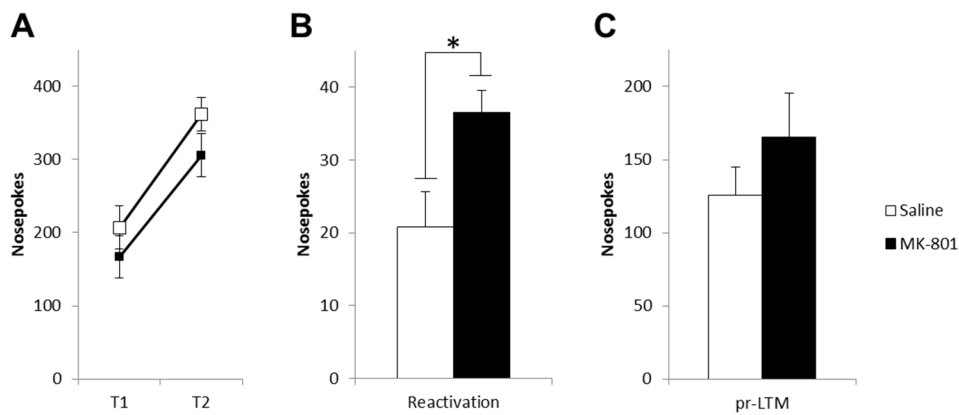 A
Nosepokes
400
300
200
100
0
T1 T2
B
*
Nosepokes
40
30
20
10
0
Reactivation
C
Nosepokes
200
150
100
50
0
pr-LTM
Saline
MK-801